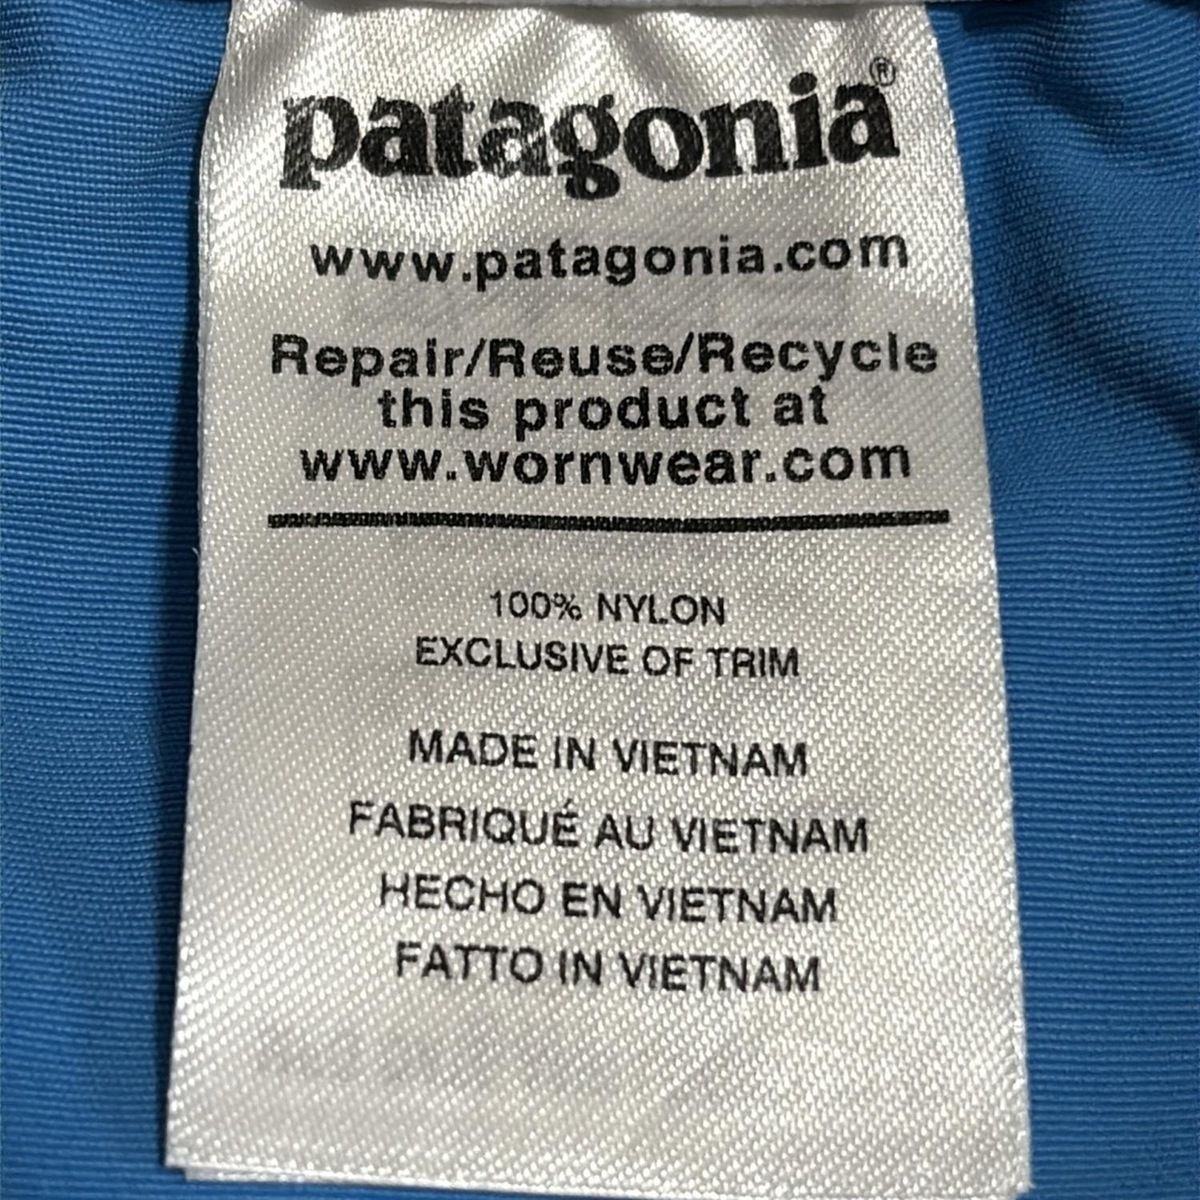 patagonia®
www.patagonia.com
Repair/Reuse/Recycle
this product at
www.wornwear.com
100% NYLON
EXCLUSIVE OF TRIM
MADE IN VIETNAM
FABRIQUÉ AU VIETNAM
HECHO EN VIETNAM
FATTO IN VIETNAM